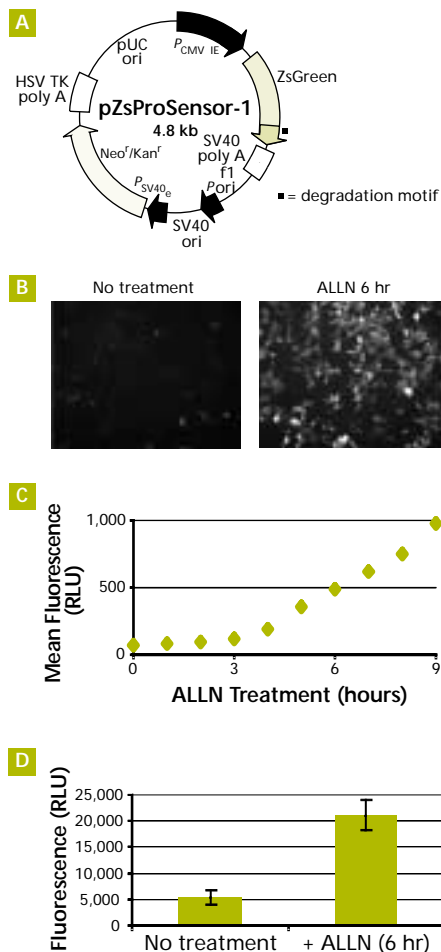 A
pUC
ori
P CMV IE
ZsGreen
HSV TK
poly A
pZsProSensor-1
4.8 kb
SV40
poly A
f1
ori
P
Neor/Kanr
PSV40e
SV40
ori
■ = degradation motif
B
No treatment
ALLN 6 hr
C
Mean Fluorescence
(RLU)
1,000
500
0
0
3
6
9
ALLN Treatment (hours)
D
Fluorescence (RLU)
25,000
20,000
15,000
10,000
5,000
0
No treatment
+ ALLN (6 hr)